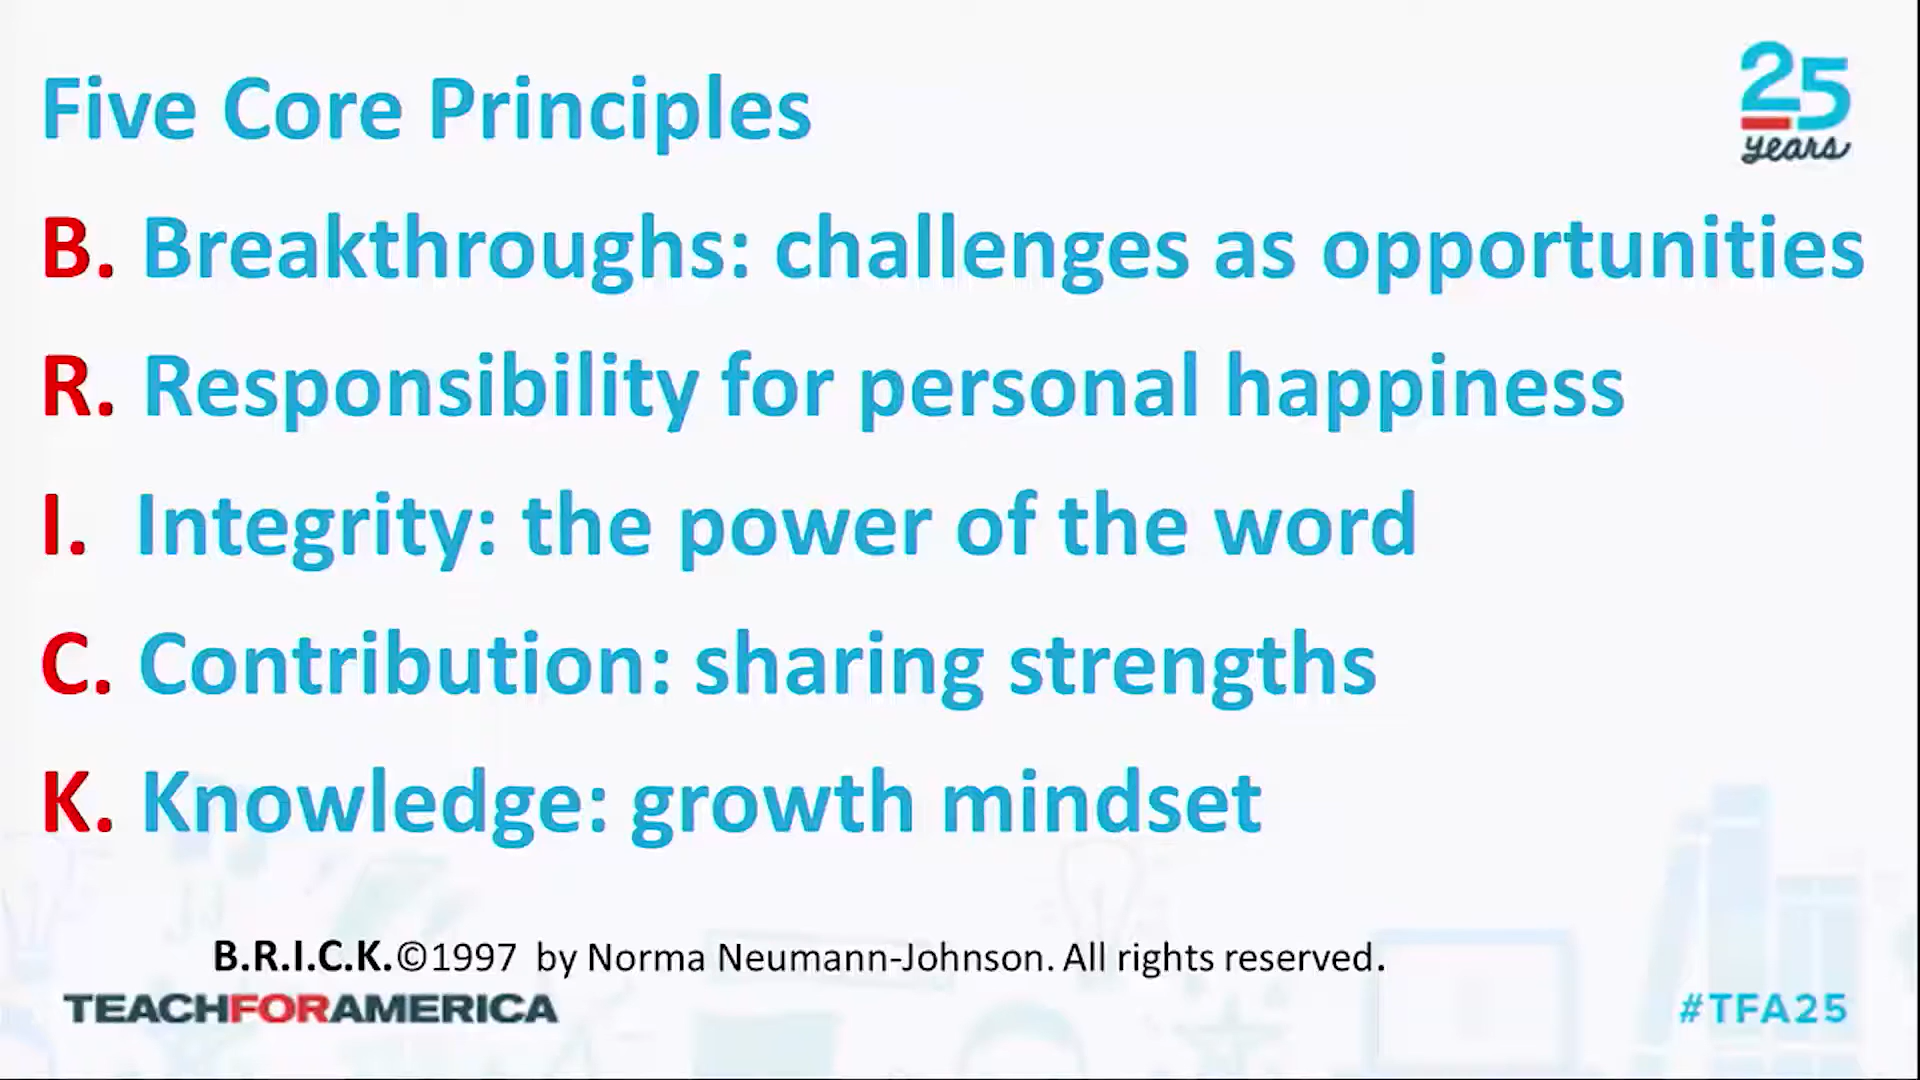 Five Core Principles
25
years
B. Breakthroughs: challenges as opportunities
R. Responsibility for personal happiness
I. Integrity: the power of the word
C. Contribution: sharing strengths
K. Knowledge: growth mindset
B.R.I.C.K.©1997 by Norma Neumann-Johnson. All rights reserved.
TEACHFORAMERICA
#TFA25